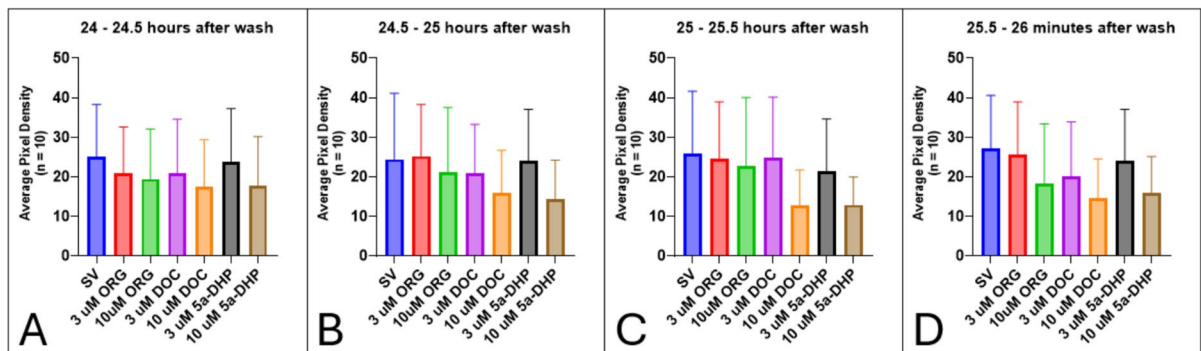 24 - 24.5 hours after wash
Average Pixel Density
(n = 10)
50
40
30
20
10
0
SV
3 uM ORG
10uM ORG
3 uM DOC
10 uM DOC
3 uM 5a-DHP
10 uM 5a-DHP
A
24.5 - 25 hours after wash
Average Pixel Density
(n = 10)
50
40
30
20
10
0
SV
3 uM ORG
10uM ORG
3 uM DOC
10 uM DOC
3 uM 5a-DHP
10 uM 5a-DHP
B
25 - 25.5 hours after wash
Average Pixel Density
(n = 10)
50
40
30
20
10
0
SV
3 uM ORG
10uM ORG
3 uM DOC
10 uM DOC
3 uM 5a-DHP
10 uM 5a-DHP
C
25.5 - 26 minutes after wash
Average Pixel Density
(n = 10)
50
40
30
20
10
0
SV
3 uM ORG
10uM ORG
3 uM DOC
10 uM DOC
3 uM 5a-DHP
10 uM 5a-DHP
D